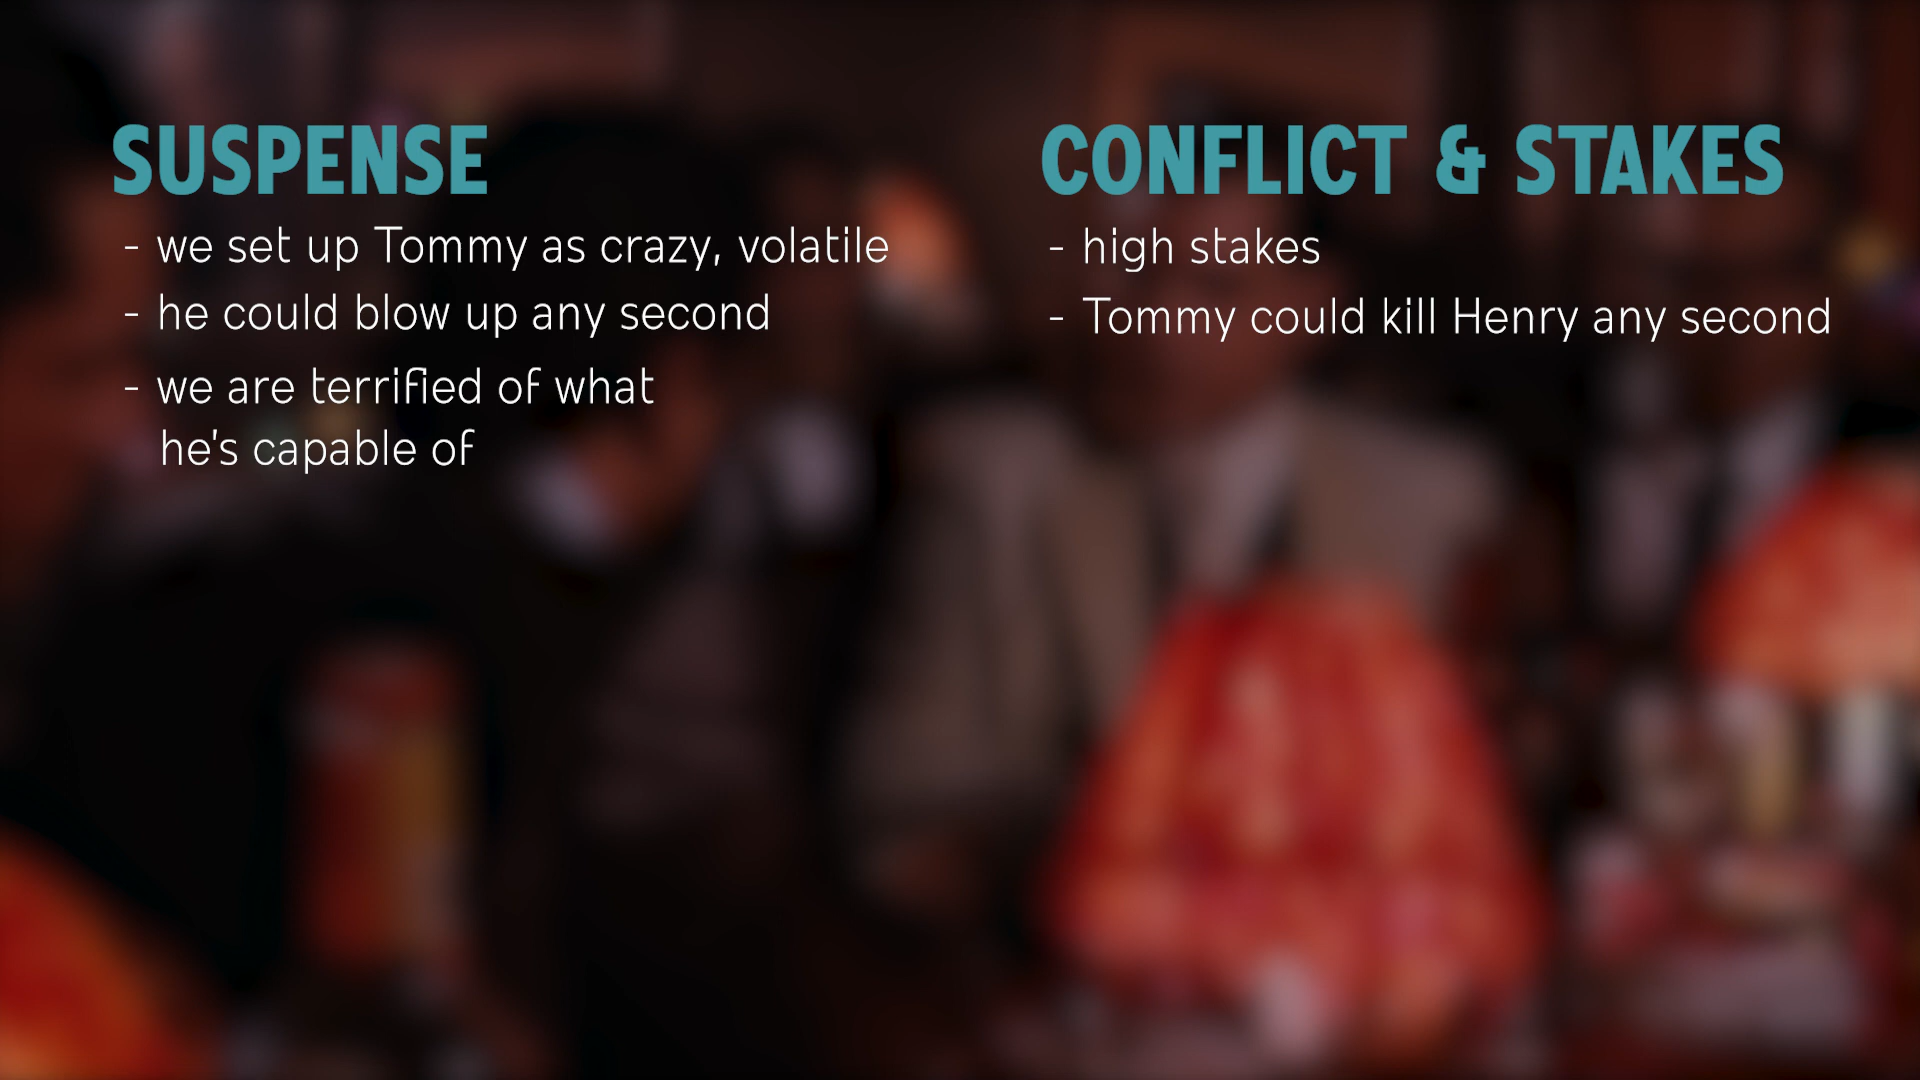 SUSPENSE
- we set up Tommy as crazy, volatile
- he could blow up any second
- we are terrified of what
he's capable of
CONFLICT & STAKES
- high stakes
- Tommy could kill Henry any second